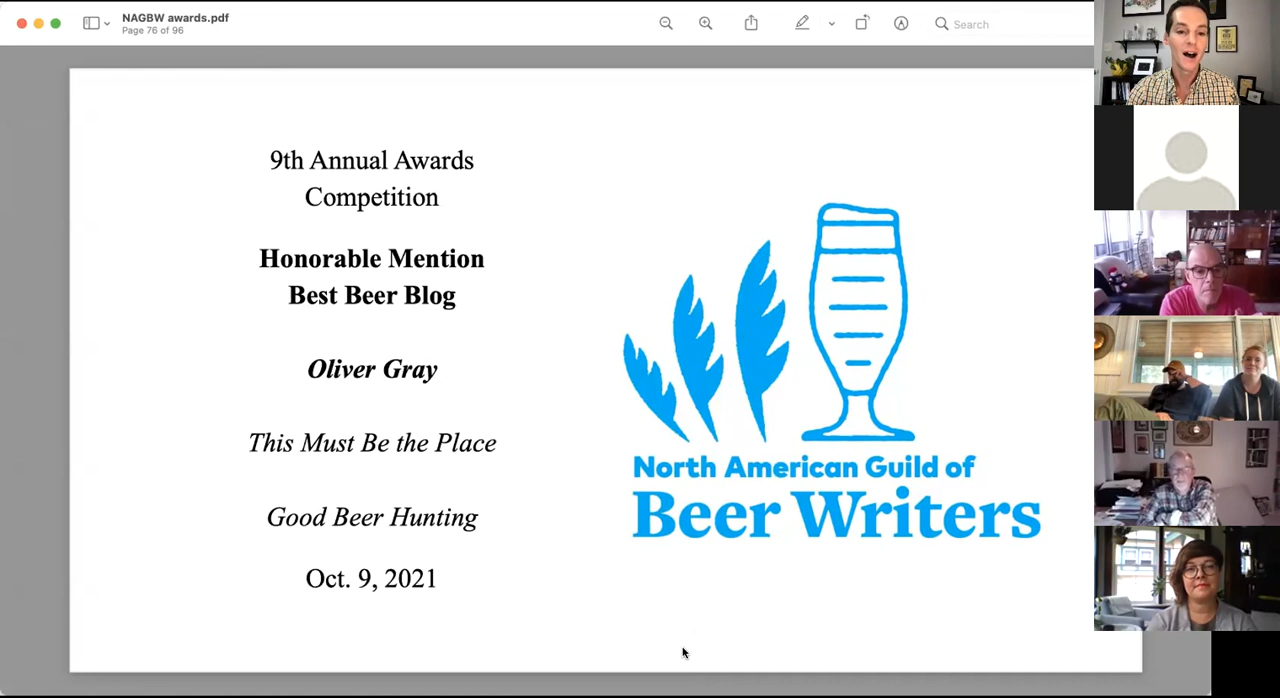 NAGBW awards.pdf
Page 76 of 96
Search
9th Annual Awards
Competition
Honorable Mention
Best Beer Blog
Oliver Gray
This Must Be the Place
Good Beer Hunting
Oct. 9, 2021
North American Guild of
Beer Writers